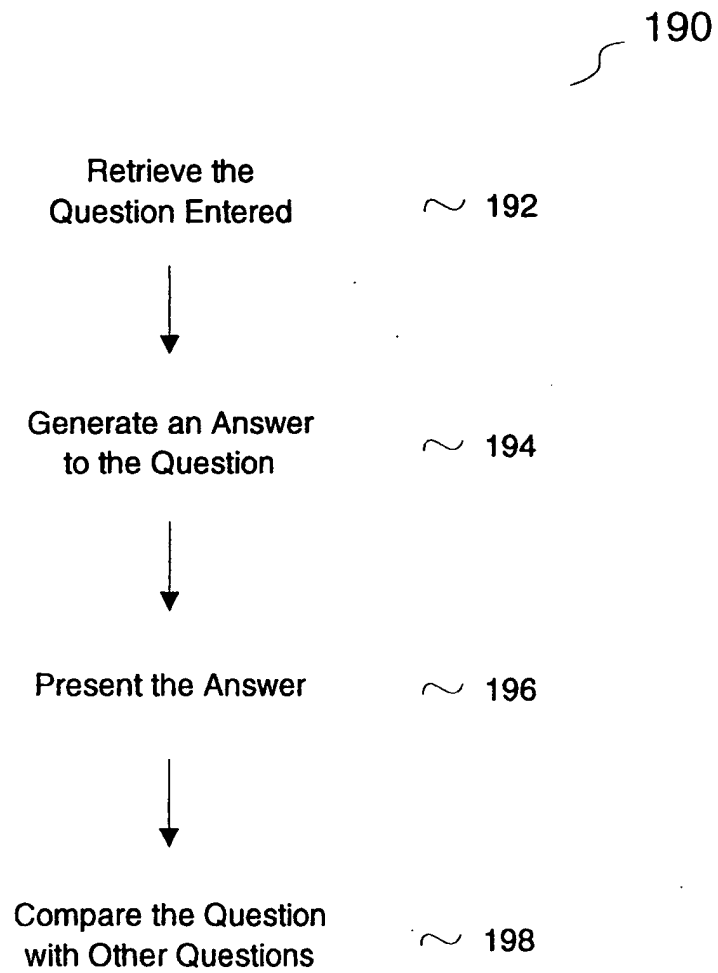 190
Retrieve the
Question Entered
192
Generate an Answer
to the Question
194
Present the Answer
196
Compare the Question
with Other Questions
198